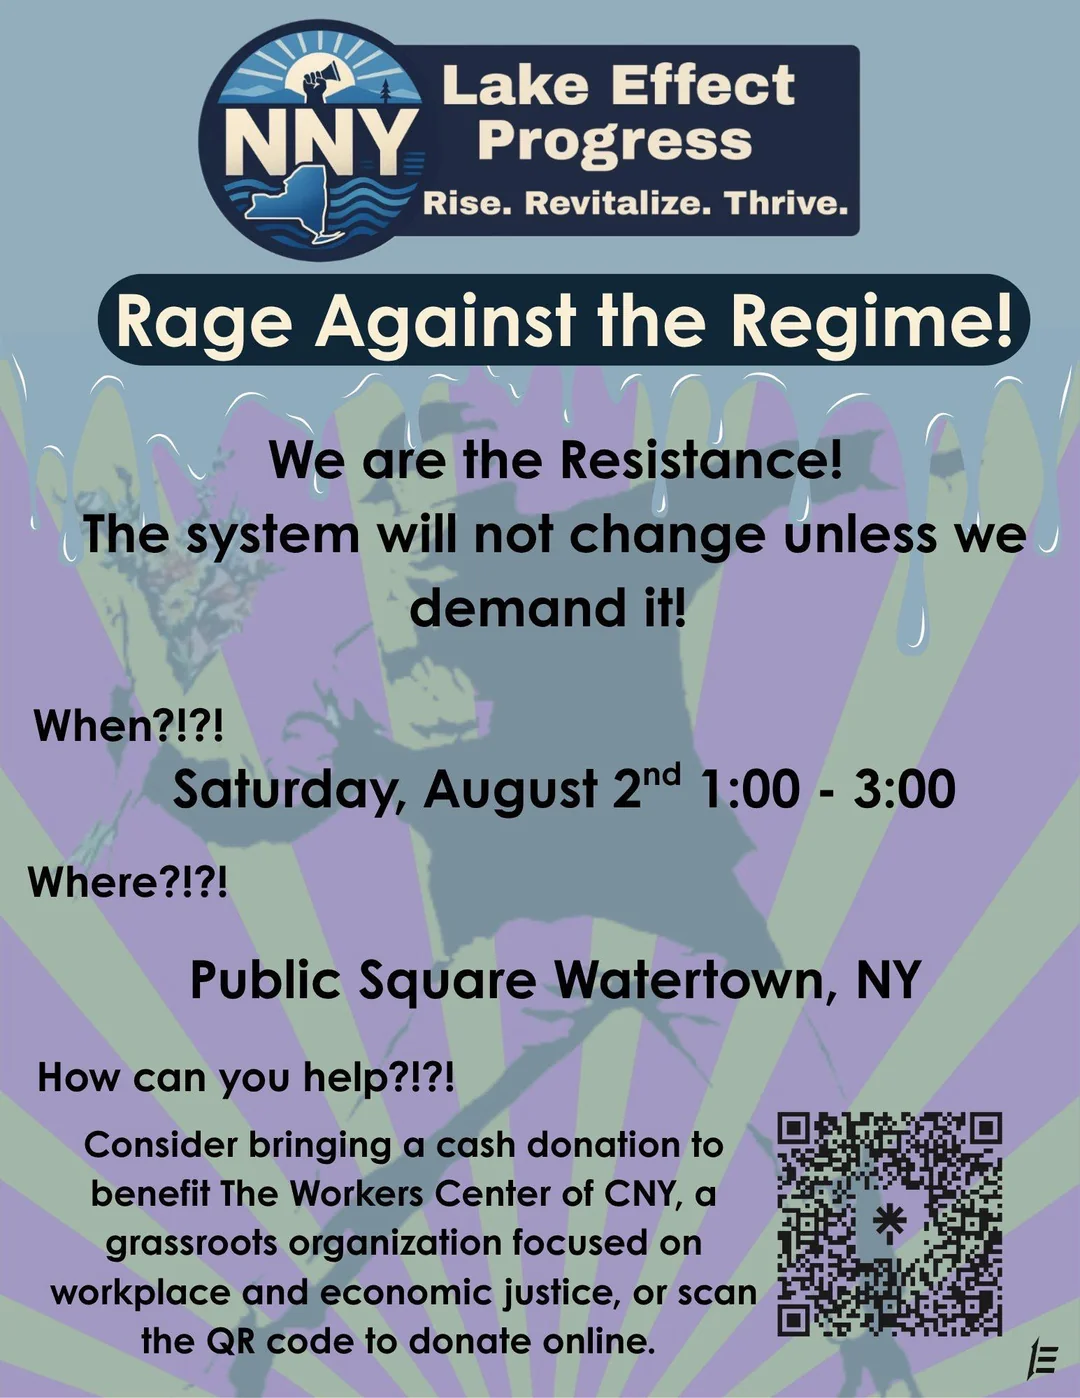 NNY
Lake Effect
Progress
Rise. Revitalize. Thrive.
Rage Against the Regime!
We are the Resistance!
The system will not change unless we
demand it!
When?!?!
Saturday, August 2nd 1:00 - 3:00
Where?!?!
Public Square Watertown, NY
How can you help?!?!
Consider bringing a cash donation to
benefit The Workers Center of CNY, a
grassroots organization focused on
workplace and economic justice, or scan
the QR code to donate online.